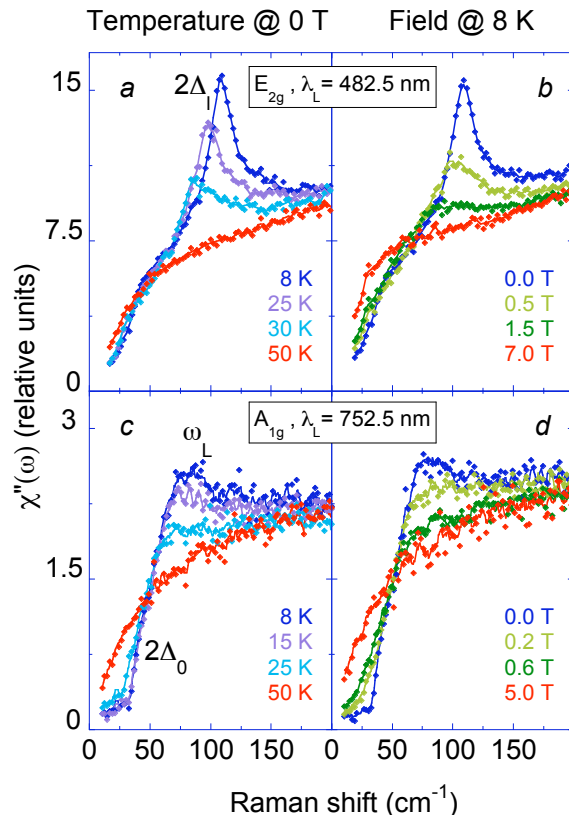 Temperature @ 0 T Field @ 8 K
a 2Δ_l E_2g , λ_L = 482.5 nm b
15
7.5
0
8 K
25 K
30 K
50 K
0.0 T
0.5 T
1.5 T
7.0 T
χ''(ω) (relative units)
c ω_L A_1g , λ_L = 752.5 nm d
3
1.5
0
2Δ_0
8 K
15 K
25 K
50 K
0.0 T
0.2 T
0.6 T
5.0 T
0 50 100 150 0 50 100 150
Raman shift (cm⁻¹)